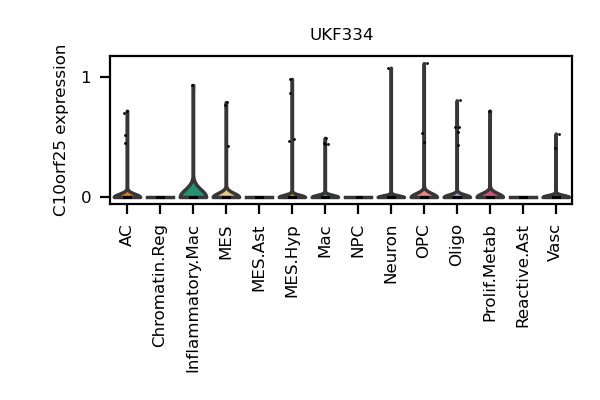 UKF334
C10orf25 expression
1
0
AC
Chromatin.Reg
Inflammatory.Mac
MES
MES.Ast
MES.Hyp
Mac
NPC
Neuron
OPC
Oligo
Prolif.Metab
Reactive.Ast
Vasc